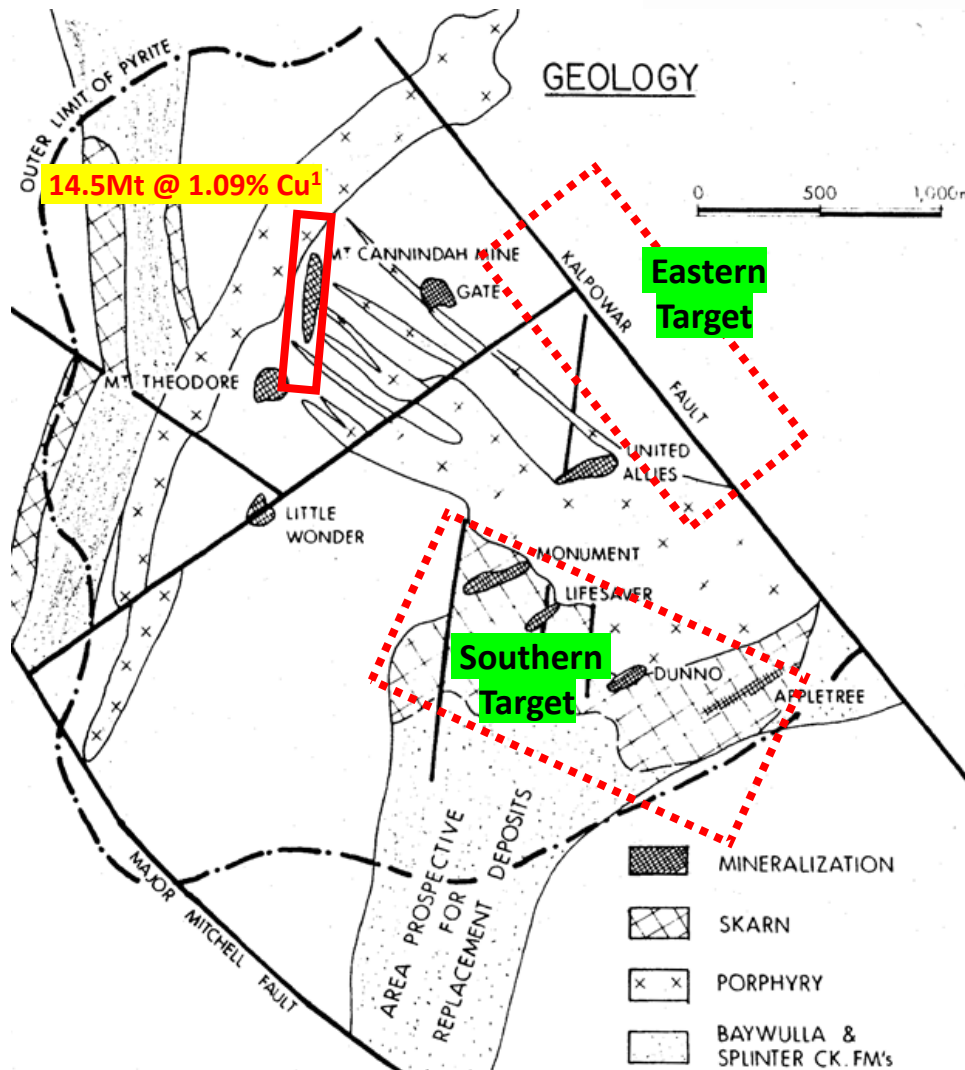 GEOLOGY
OUTER LIMIT OF PYRITE
14.5Mt @ 1.09% Cu¹
0 500 1,000m
MT CANNINDAH MINE
GATE
KALPOWAR
FAULT
Eastern
Target
MT. THEODORE
UNITED
ALLIES
LITTLE
WONDER
MONUMENT
LIFESAVER
Southern
Target
DUNNO
APPLETREE
AREA PROSPECTIVE
FOR
REPLACEMENT DEPOSITS
MAJOR MITCHELL FAULT
MINERALIZATION
SKARN
x x PORPHYRY
BAYWULLA &
SPLINTER CK. FM's